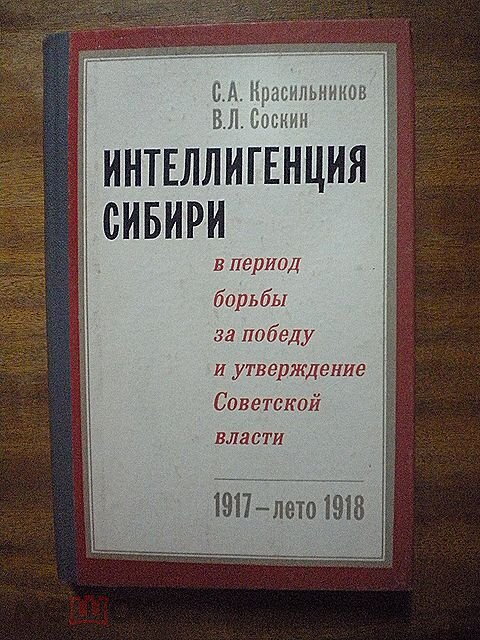 С.А. Красильников
В.Л. Соскин
ИНТЕЛЛИГЕНЦИЯ
СИБИРИ
в период
борьбы
за победу
и утверждение
Советской
власти
1917–лето 1918